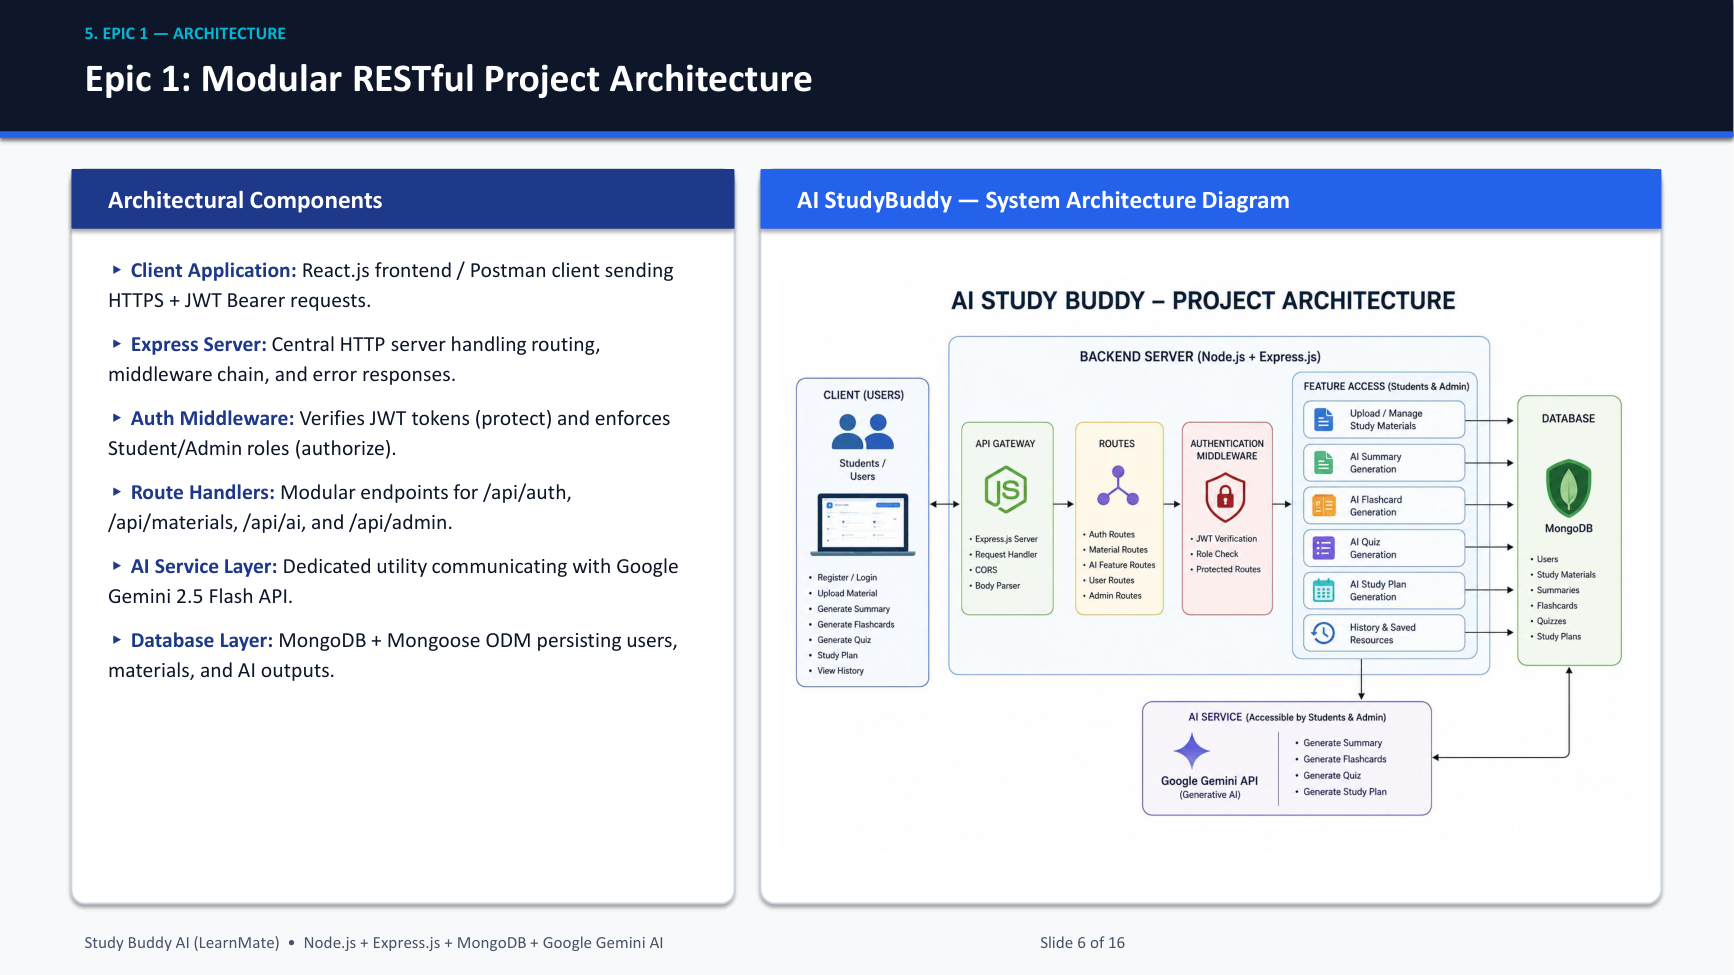 5. EPIC 1 — ARCHITECTURE
Epic 1: Modular RESTful Project Architecture
Architectural Components
▸ Client Application: React.js frontend / Postman client sending
HTTPS + JWT Bearer requests.
▸ Express Server: Central HTTP server handling routing,
middleware chain, and error responses.
▸ Auth Middleware: Verifies JWT tokens (protect) and enforces
Student/Admin roles (authorize).
▸ Route Handlers: Modular endpoints for /api/auth,
/api/materials, /api/ai, and /api/admin.
▸ AI Service Layer: Dedicated utility communicating with Google
Gemini 2.5 Flash API.
▸ Database Layer: MongoDB + Mongoose ODM persisting users,
materials, and AI outputs.
AI StudyBuddy — System Architecture Diagram
AI STUDY BUDDY – PROJECT ARCHITECTURE
CLIENT (USERS)
Students /
Users
• Register / Login
• Upload Material
• Generate Summary
• Generate Flashcards
• Generate Quiz
• Study Plan
• View History
BACKEND SERVER (Node.js + Express.js)
API GATEWAY
JS
• Express.js Server
• Request Handler
• CORS
• Body Parser
ROUTES
• Auth Routes
• Material Routes
• AI Feature Routes
• User Routes
• Admin Routes
AUTHENTICATION
MIDDLEWARE
• JWT Verification
• Role Check
• Protected Routes
FEATURE ACCESS (Students & Admin)
Upload / Manage
Study Materials
AI Summary
Generation
AI Flashcard
Generation
AI Quiz
Generation
AI Study Plan
Generation
History & Saved
Resources
DATABASE
MongoDB
• Users
• Study Materials
• Summaries
• Flashcards
• Quizzes
• Study Plans
AI SERVICE (Accessible by Students & Admin)
Google Gemini API
(Generative AI)
• Generate Summary
• Generate Flashcards
• Generate Quiz
• Generate Study Plan
Study Buddy AI (LearnMate) • Node.js + Express.js + MongoDB + Google Gemini AI
Slide 6 of 16